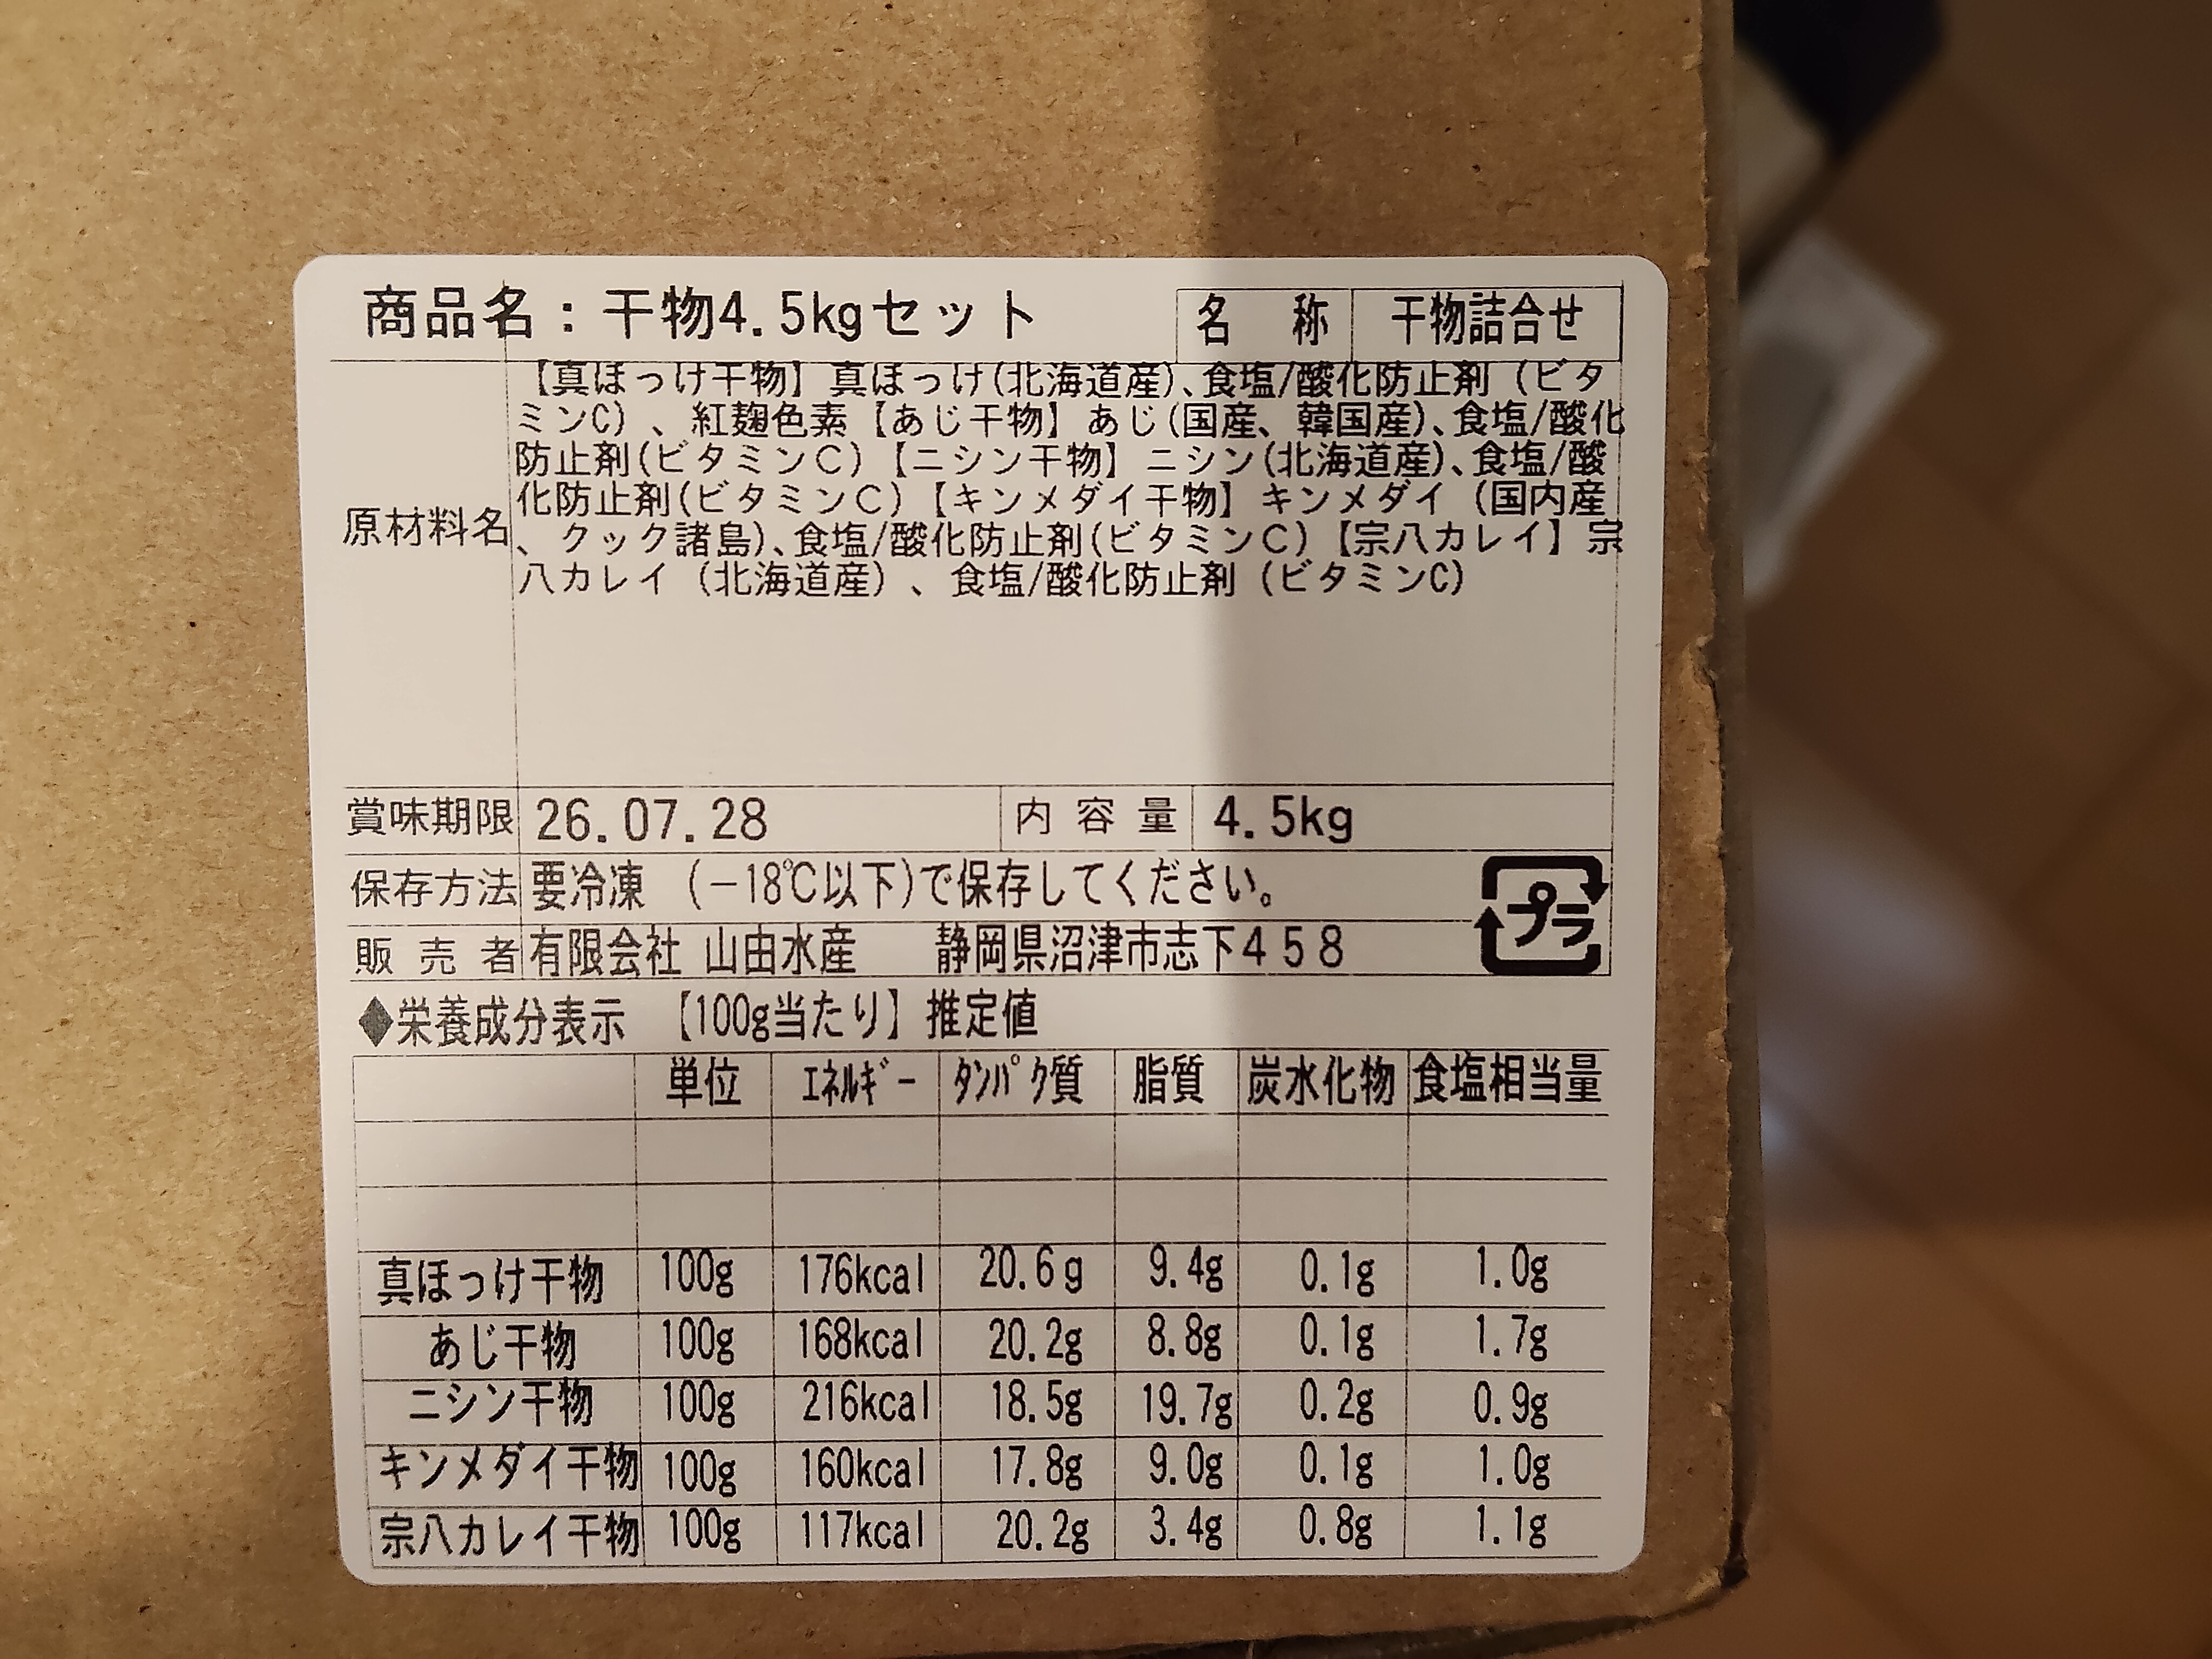 商品名：干物4.5kgセット
名 称 干物詰合せ
原材料名
【真ほっけ干物】真ほっけ(北海道産)、食塩/酸化防止剤（ビタ
ミンC）、紅麹色素【あじ干物】あじ(国産、韓国産)、食塩/酸化
防止剤(ビタミンＣ)【ニシン干物】ニシン(北海道産)、食塩/酸
化防止剤(ビタミンＣ)【キンメダイ干物】キンメダイ（国内産
、クック諸島)、食塩/酸化防止剤(ビタミンＣ)【宗八カレイ】宗
八カレイ（北海道産）、食塩/酸化防止剤（ビタミンC)
賞味期限 26.07.28 内容量 4.5kg
保存方法 要冷凍 (－18℃以下)で保存してください。
販売者 有限会社 山由水産 静岡県沼津市志下４５８
プラ
◆栄養成分表示 【100g当たり】推定値
単位 ｴﾈﾙｷﾞｰ ﾀﾝﾊﾟｸ質 脂質 炭水化物 食塩相当量
真ほっけ干物 100g 176kcal 20.6g 9.4g 0.1g 1.0g
あじ干物 100g 168kcal 20.2g 8.8g 0.1g 1.7g
ニシン干物 100g 216kcal 18.5g 19.7g 0.2g 0.9g
キンメダイ干物 100g 160kcal 17.8g 9.0g 0.1g 1.0g
宗八カレイ干物 100g 117kcal 20.2g 3.4g 0.8g 1.1g